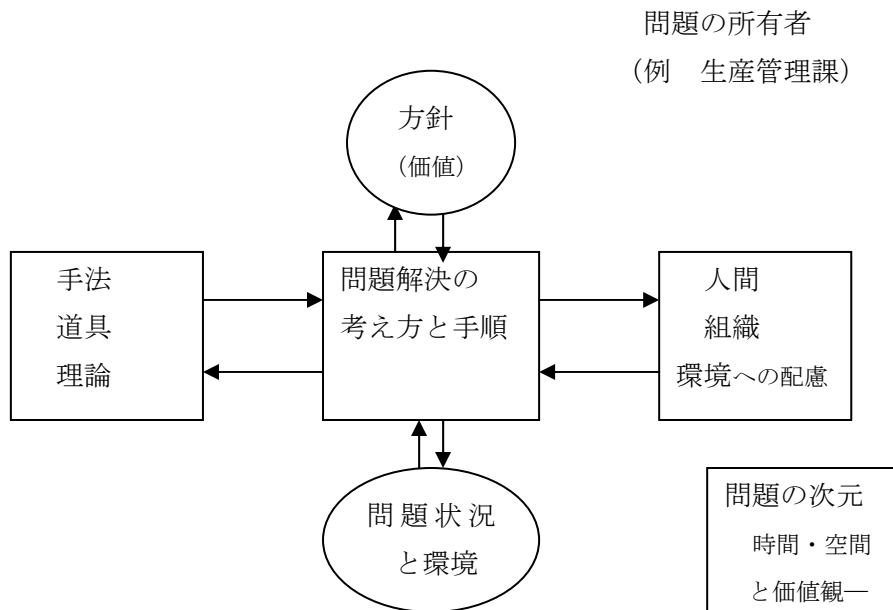 問題の所有者
（例　生産管理課）
方針
（価値）
手法
道具
理論
問題解決の
考え方と手順
人間
組織
環境への配慮
問題状況
と環境
問題の次元
時間・空間
と価値観―